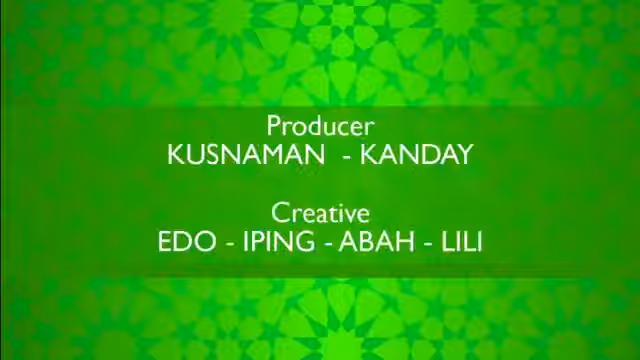 Producer
KUSNAMAN - KANDAY
Creative
EDO - IPING - ABAH - LILI